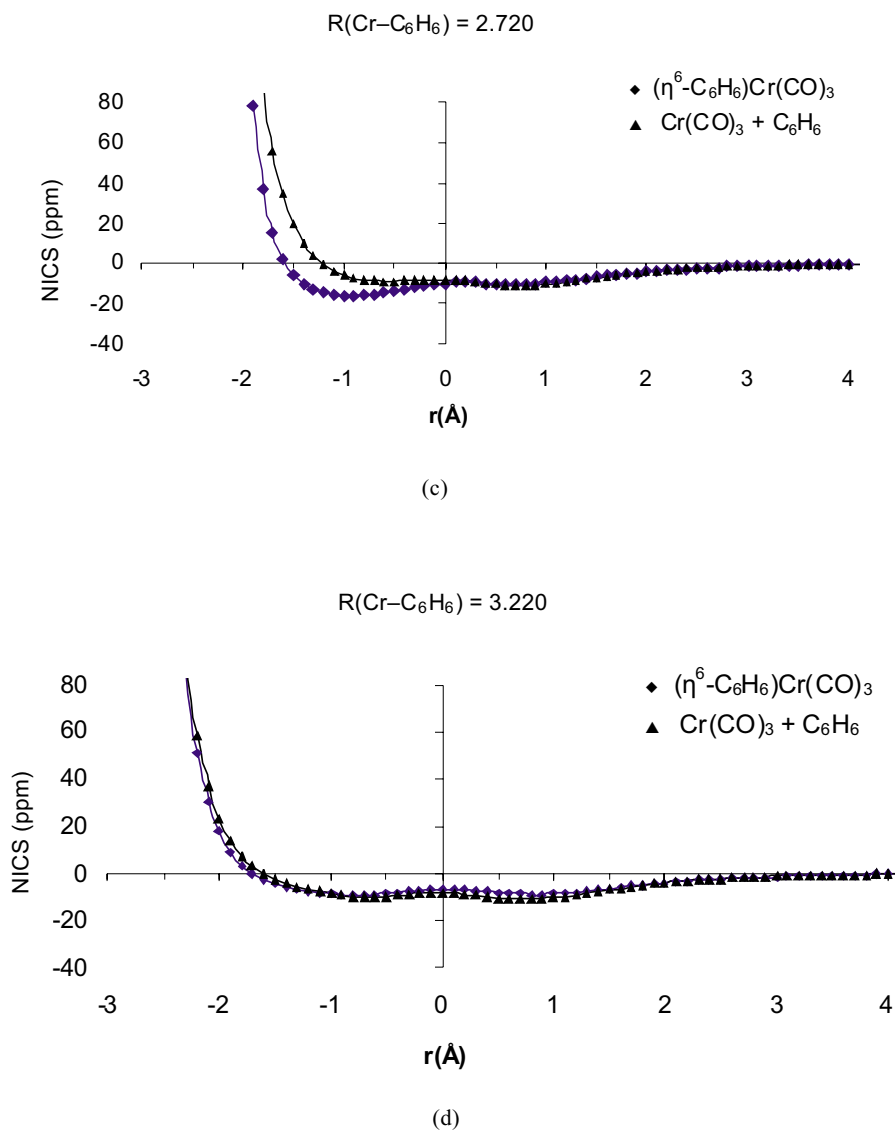 R(Cr–C₆H₆) = 2.720
(η⁶-C₆H₆)Cr(CO)₃
Cr(CO)₃ + C₆H₆
80
60
40
20
0
-20
-40
NICS (ppm)
-3 -2 -1 0 1 2 3 4
r(Å)
(c)
R(Cr–C₆H₆) = 3.220
(η⁶-C₆H₆)Cr(CO)₃
Cr(CO)₃ + C₆H₆
80
60
40
20
0
-20
-40
NICS (ppm)
-3 -2 -1 0 1 2 3 4
r(Å)
(d)